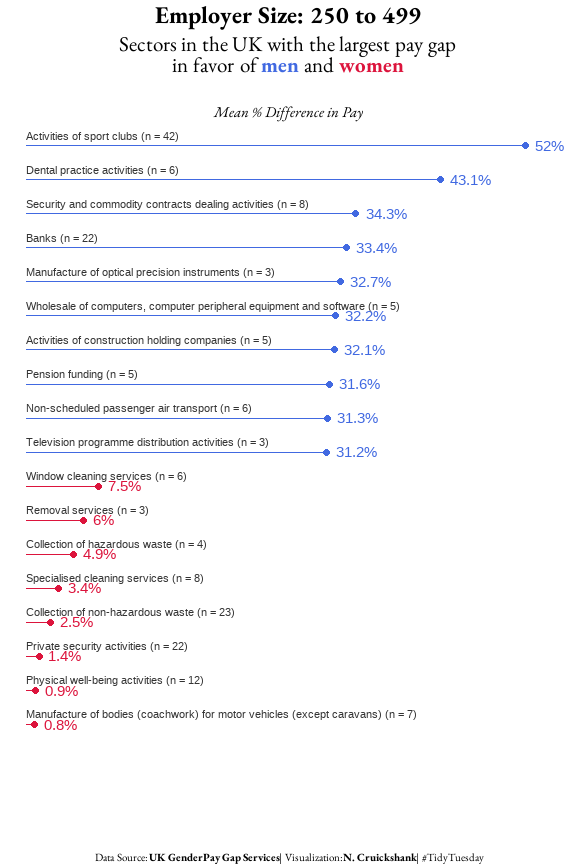 Employer Size: 250 to 499
Sectors in the UK with the largest pay gap
in favor of men and women
Mean % Difference in Pay
Activities of sport clubs (n = 42)
52%
Dental practice activities (n = 6)
43.1%
Security and commodity contracts dealing activities (n = 8)
34.3%
Banks (n = 22)
33.4%
Manufacture of optical precision instruments (n = 3)
32.7%
Wholesale of computers, computer peripheral equipment and software (n = 5)
32.2%
Activities of construction holding companies (n = 5)
32.1%
Pension funding (n = 5)
31.6%
Non-scheduled passenger air transport (n = 6)
31.3%
Television programme distribution activities (n = 3)
31.2%
Window cleaning services (n = 6)
7.5%
Removal services (n = 3)
6%
Collection of hazardous waste (n = 4)
4.9%
Specialised cleaning services (n = 8)
3.4%
Collection of non-hazardous waste (n = 23)
2.5%
Private security activities (n = 22)
1.4%
Physical well-being activities (n = 12)
0.9%
Manufacture of bodies (coachwork) for motor vehicles (except caravans) (n = 7)
0.8%
Data Source: UK Gender Pay Gap Services| Visualization: N. Cruickshank| #TidyTuesday